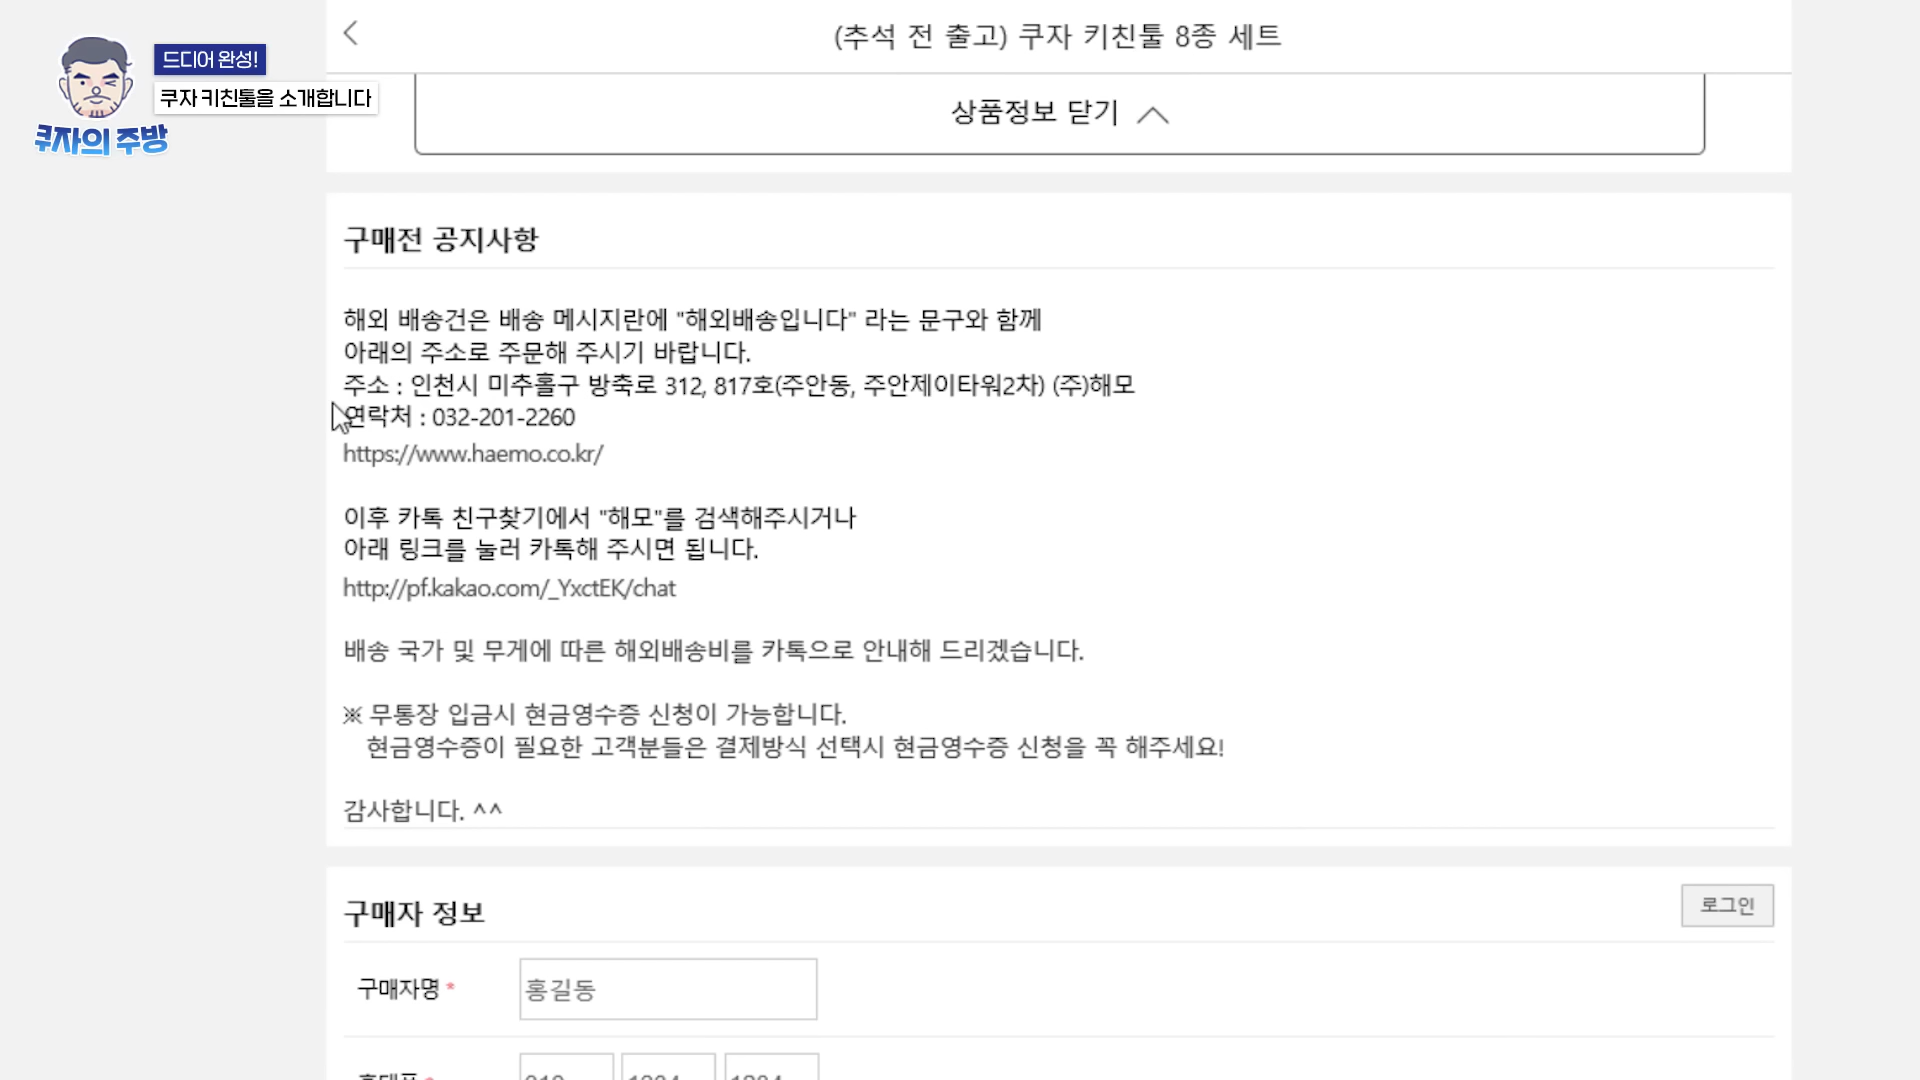 (추석 전 출고) 쿠자 키친툴 8종 세트
드디어 완성!
쿠자 키친툴을 소개합니다
쿠자의 주방
상품정보 닫기
구매전 공지사항
해외 배송건은 배송 메시지란에 "해외배송입니다" 라는 문구와 함께
아래의 주소로 주문해 주시기 바랍니다.
주소 : 인천시 미추홀구 방축로 312, 817호(주안동, 주안제이타워2차) (주)해모
연락처 : 032-201-2260
https://www.haemo.co.kr/
이후 카톡 친구찾기에서 "해모"를 검색해주시거나
아래 링크를 눌러 카톡해 주시면 됩니다.
http://pf.kakao.com/_YxctEK/chat
배송 국가 및 무게에 따른 해외배송비를 카톡으로 안내해 드리겠습니다.
※ 무통장 입금시 현금영수증 신청이 가능합니다.
현금영수증이 필요한 고객분들은 결제방식 선택시 현금영수증 신청을 꼭 해주세요!
감사합니다. ^^
구매자 정보
로그인
구매자명 *
홍길동